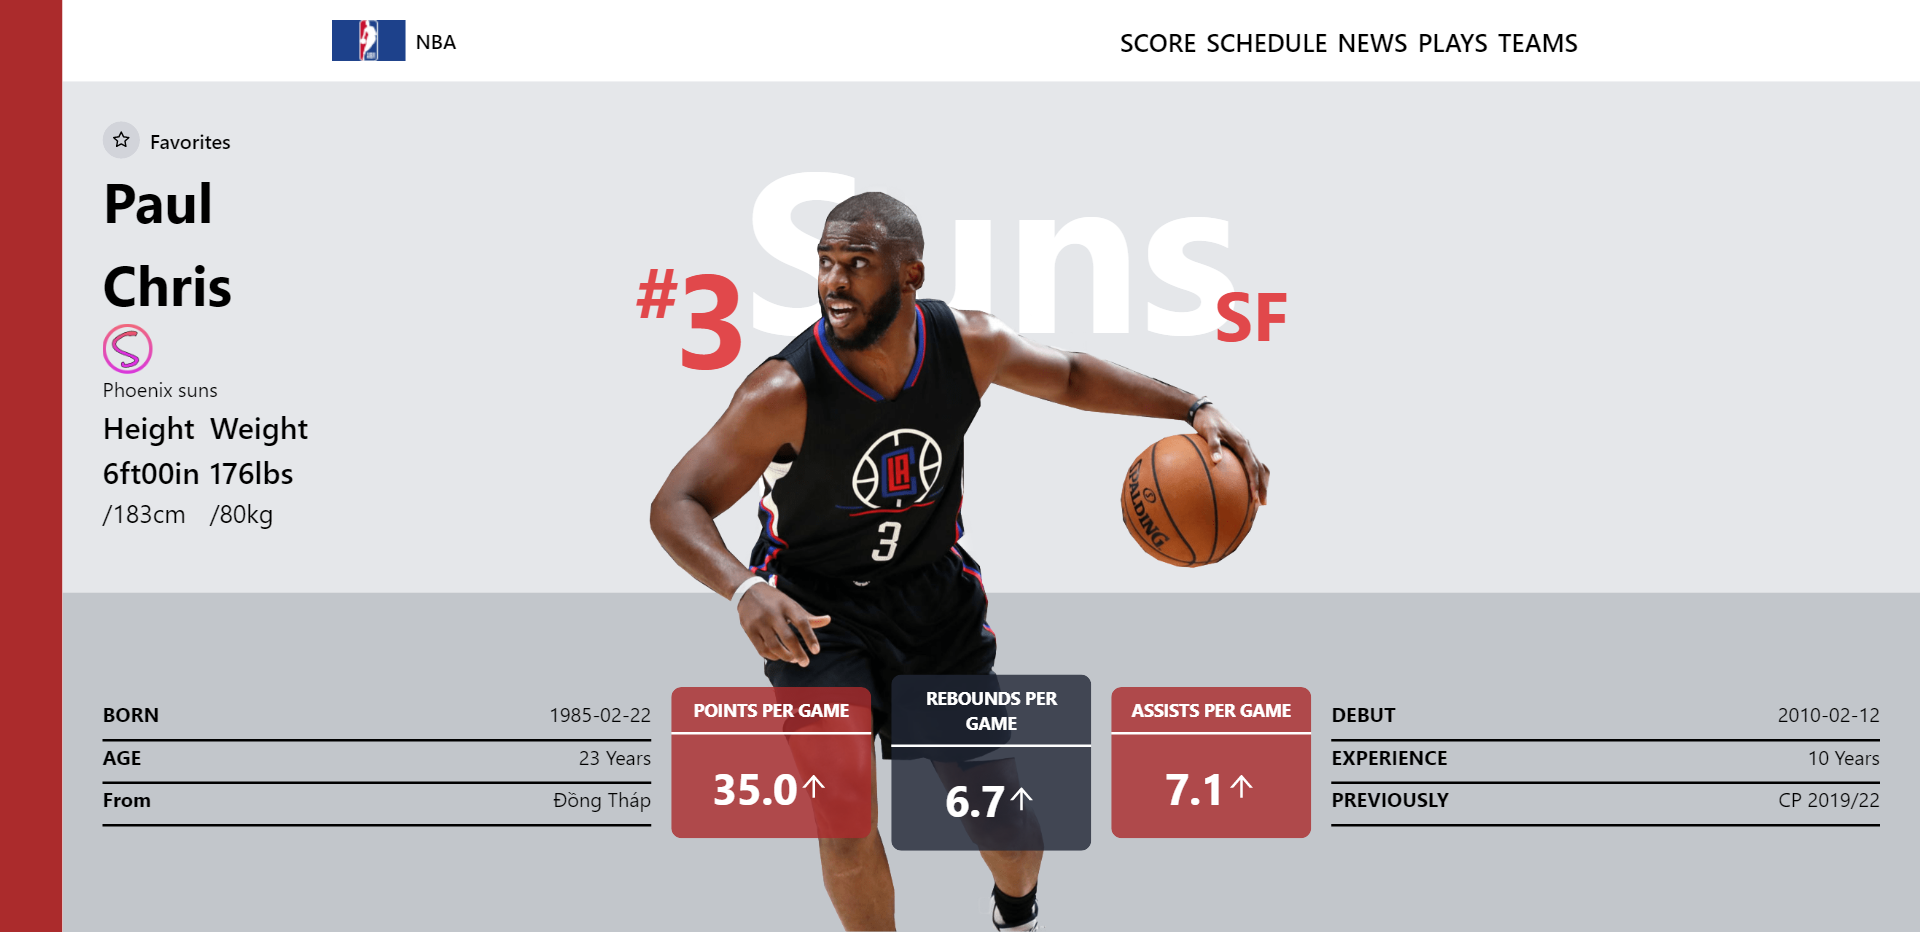 NBA
SCORE SCHEDULE NEWS PLAYS TEAMS
Favorites
Paul
Chris
Phoenix suns
Height Weight
6ft00in 176lbs
/183cm /80kg
Suns
#3
SF
LA
3
SPALDING
BORN 1985-02-22
AGE 23 Years
From Đồng Tháp
POINTS PER GAME
35.0↑
REBOUNDS PER
GAME
6.7↑
ASSISTS PER GAME
7.1↑
DEBUT 2010-02-12
EXPERIENCE 10 Years
PREVIOUSLY CP 2019/22